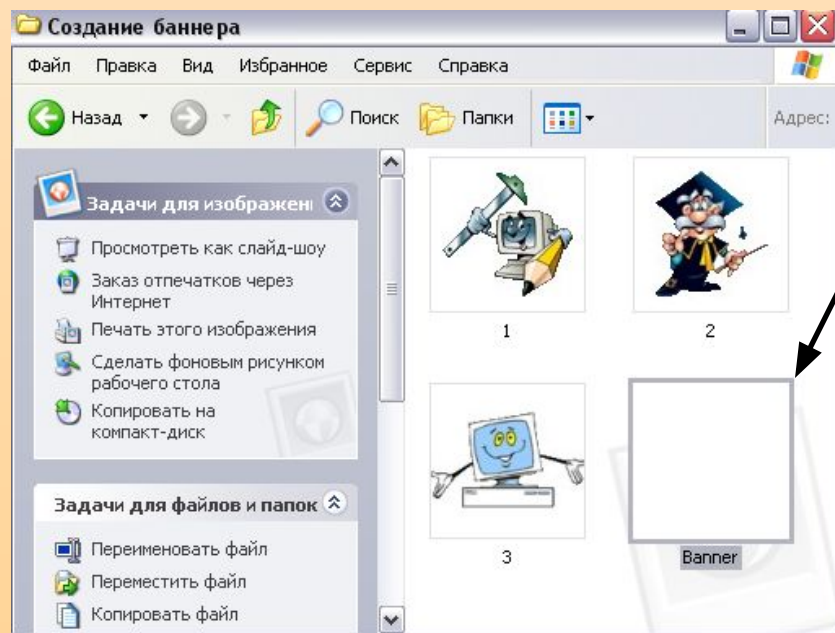 Создание баннера
Файл Правка Вид Избранное Сервис Справка
Назад Поиск Папки Адрес:
Задачи для изображен
Просмотреть как слайд-шоу
Заказ отпечатков через
Интернет
Печать этого изображения
Сделать фоновым рисунком
рабочего стола
Копировать на
компакт-диск
Задачи для файлов и папок
Переименовать файл
Переместить файл
Копировать файл
1
2
3
Banner